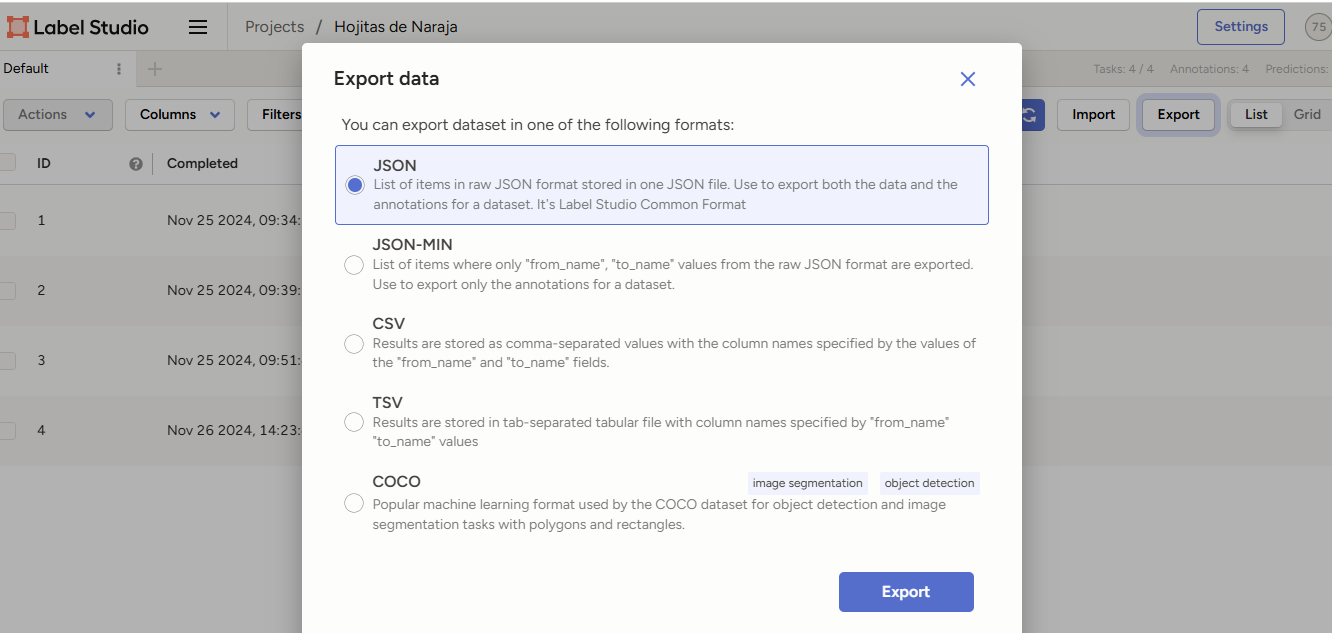 Label Studio
Projects / Hojitas de Naraja
Settings
75
Default
Tasks: 4 / 4 Annotations: 4 Predictions:
Actions
Columns
Filters
Import
Export
List
Grid
ID
Completed
1
Nov 25 2024, 09:34:
2
Nov 25 2024, 09:39:
3
Nov 25 2024, 09:51:
4
Nov 26 2024, 14:23:
Export data
You can export dataset in one of the following formats:
JSON
List of items in raw JSON format stored in one JSON file. Use to export both the data and the
annotations for a dataset. It's Label Studio Common Format
JSON-MIN
List of items where only "from_name", "to_name" values from the raw JSON format are exported.
Use to export only the annotations for a dataset.
CSV
Results are stored as comma-separated values with the column names specified by the values of
the "from_name" and "to_name" fields.
TSV
Results are stored in tab-separated tabular file with column names specified by "from_name"
"to_name" values
COCO
image segmentation
object detection
Popular machine learning format used by the COCO dataset for object detection and image
segmentation tasks with polygons and rectangles.
Export